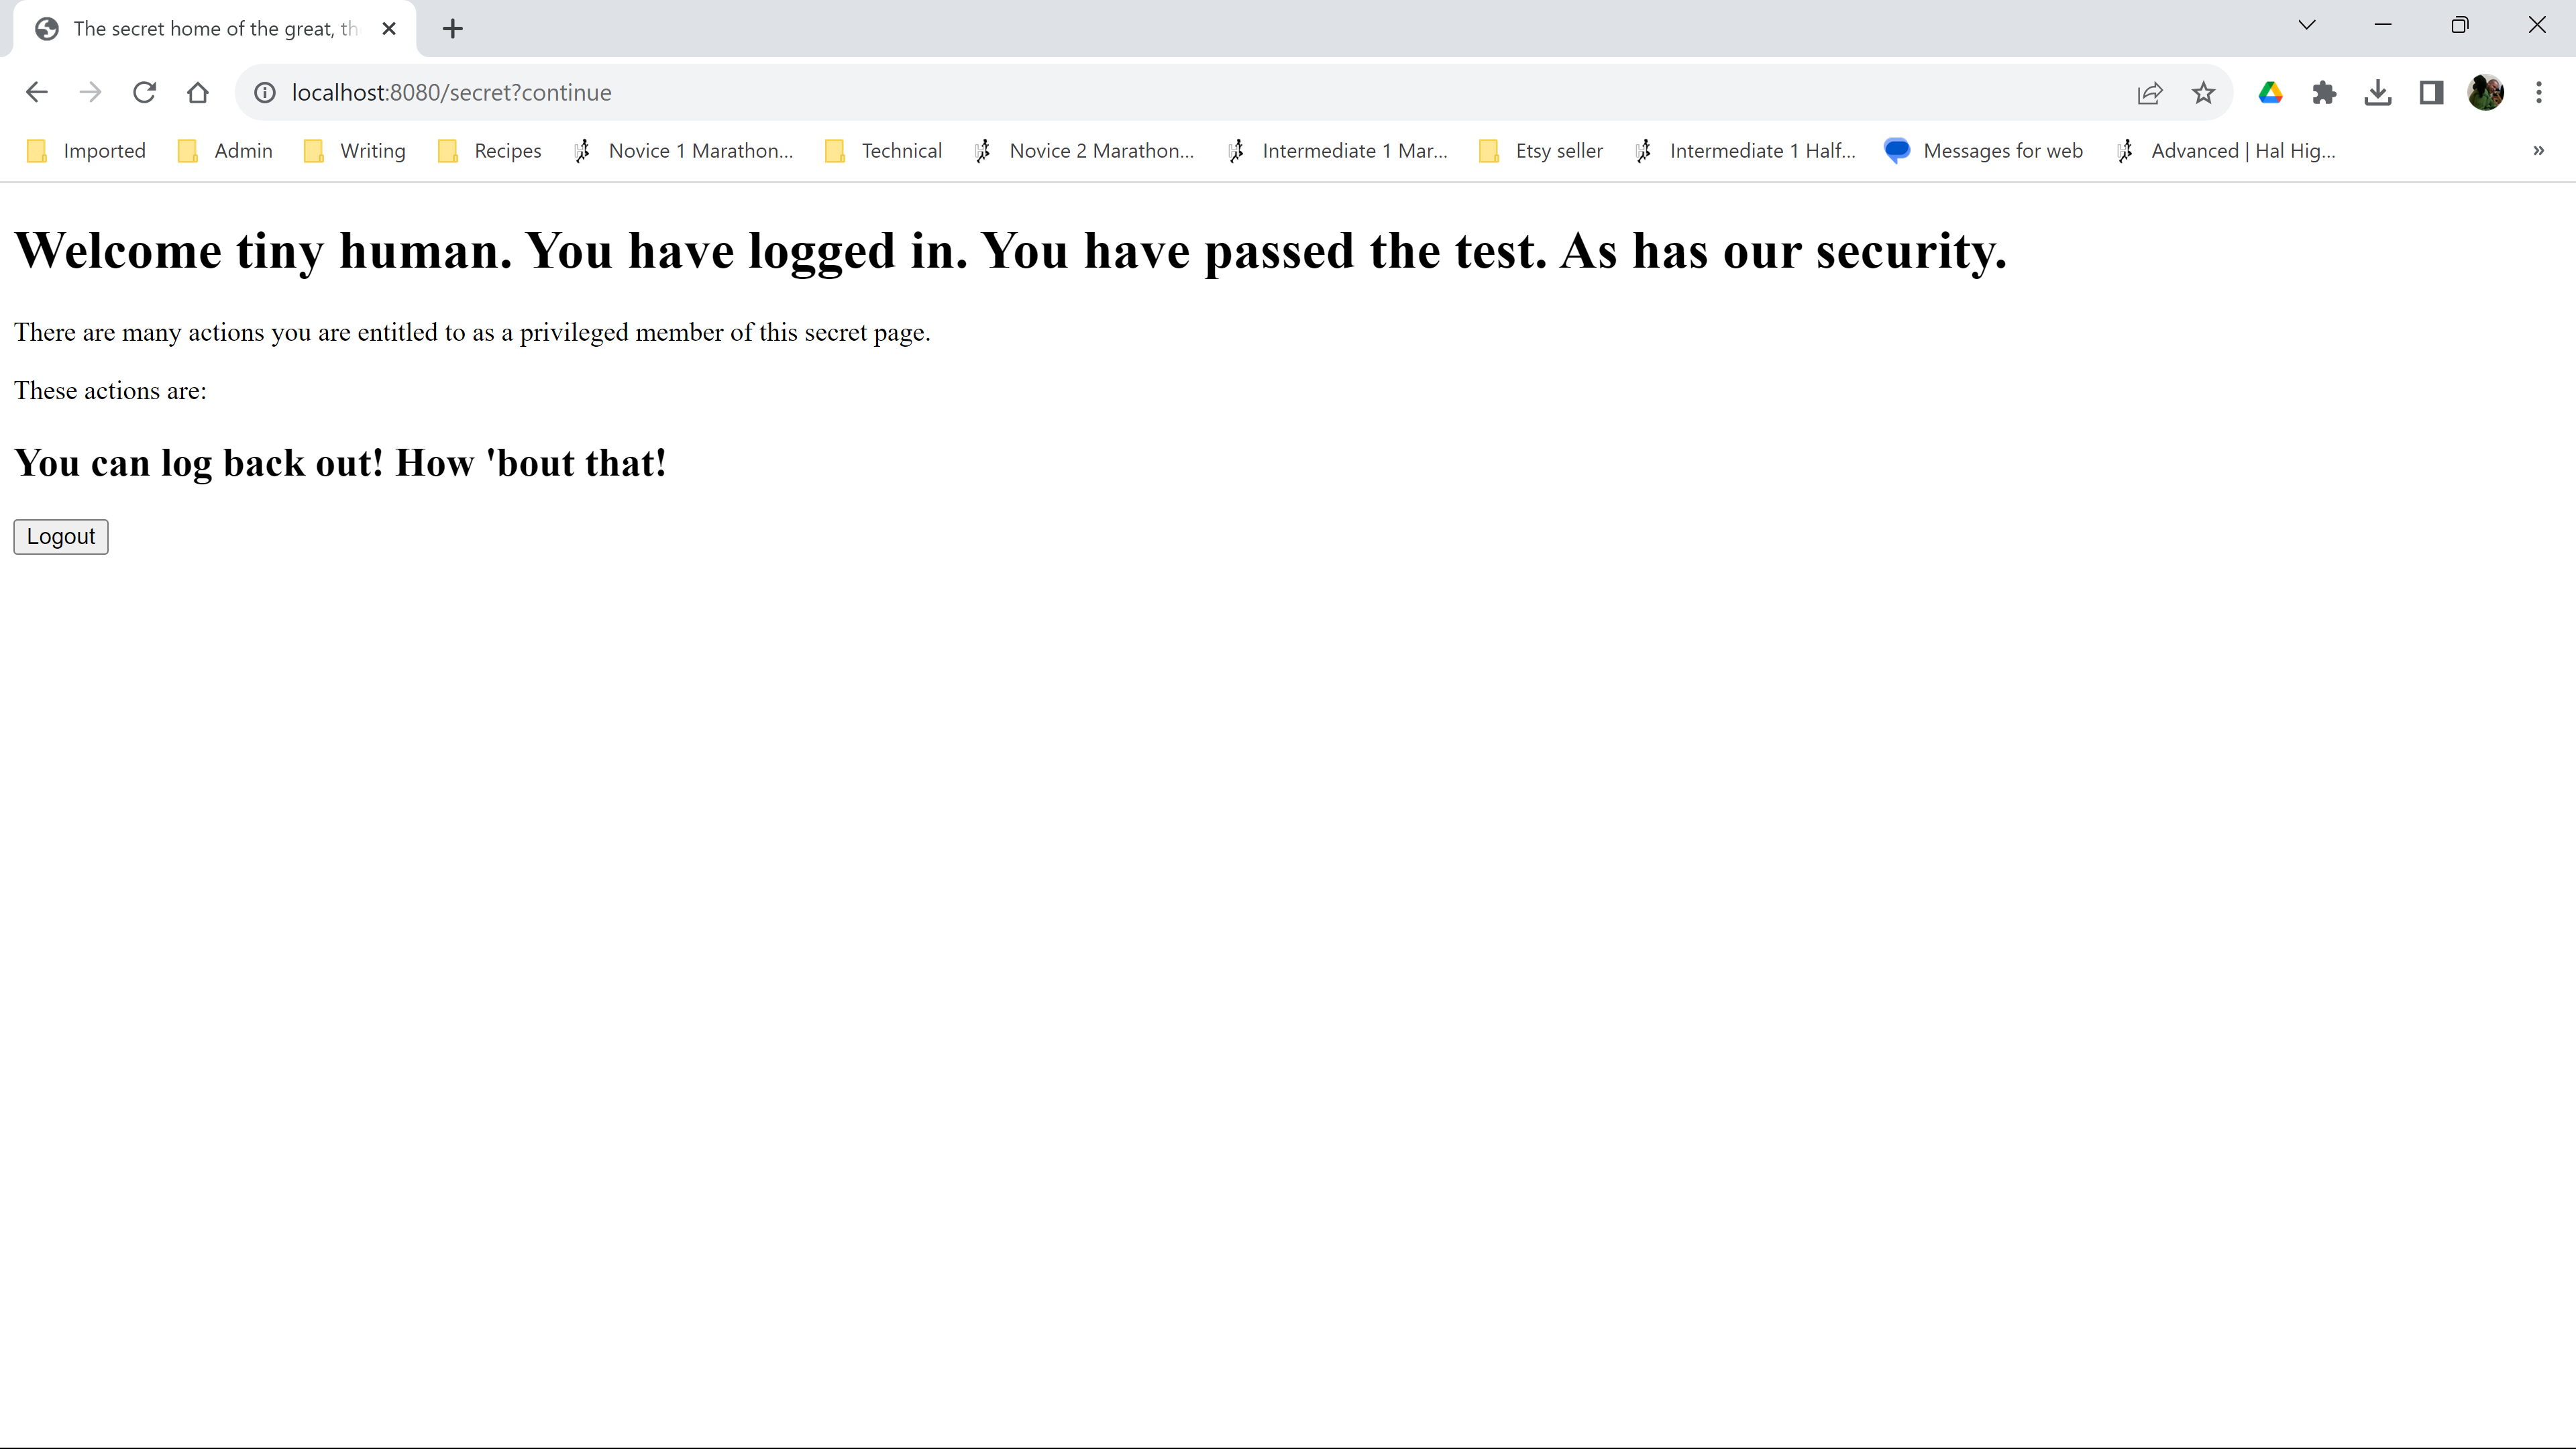 The secret home of the great, th
localhost:8080/secret?continue
Imported Admin Writing Recipes Novice 1 Marathon... Technical Novice 2 Marathon... Intermediate 1 Mar... Etsy seller Intermediate 1 Half... Messages for web Advanced | Hal Hig... »
Welcome tiny human. You have logged in. You have passed the test. As has our security.
There are many actions you are entitled to as a privileged member of this secret page.
These actions are:
You can log back out! How 'bout that!
Logout